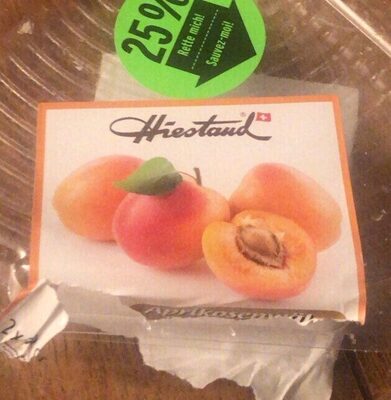 25%
Rette mich!
Sauvez-moi!
Hiestand